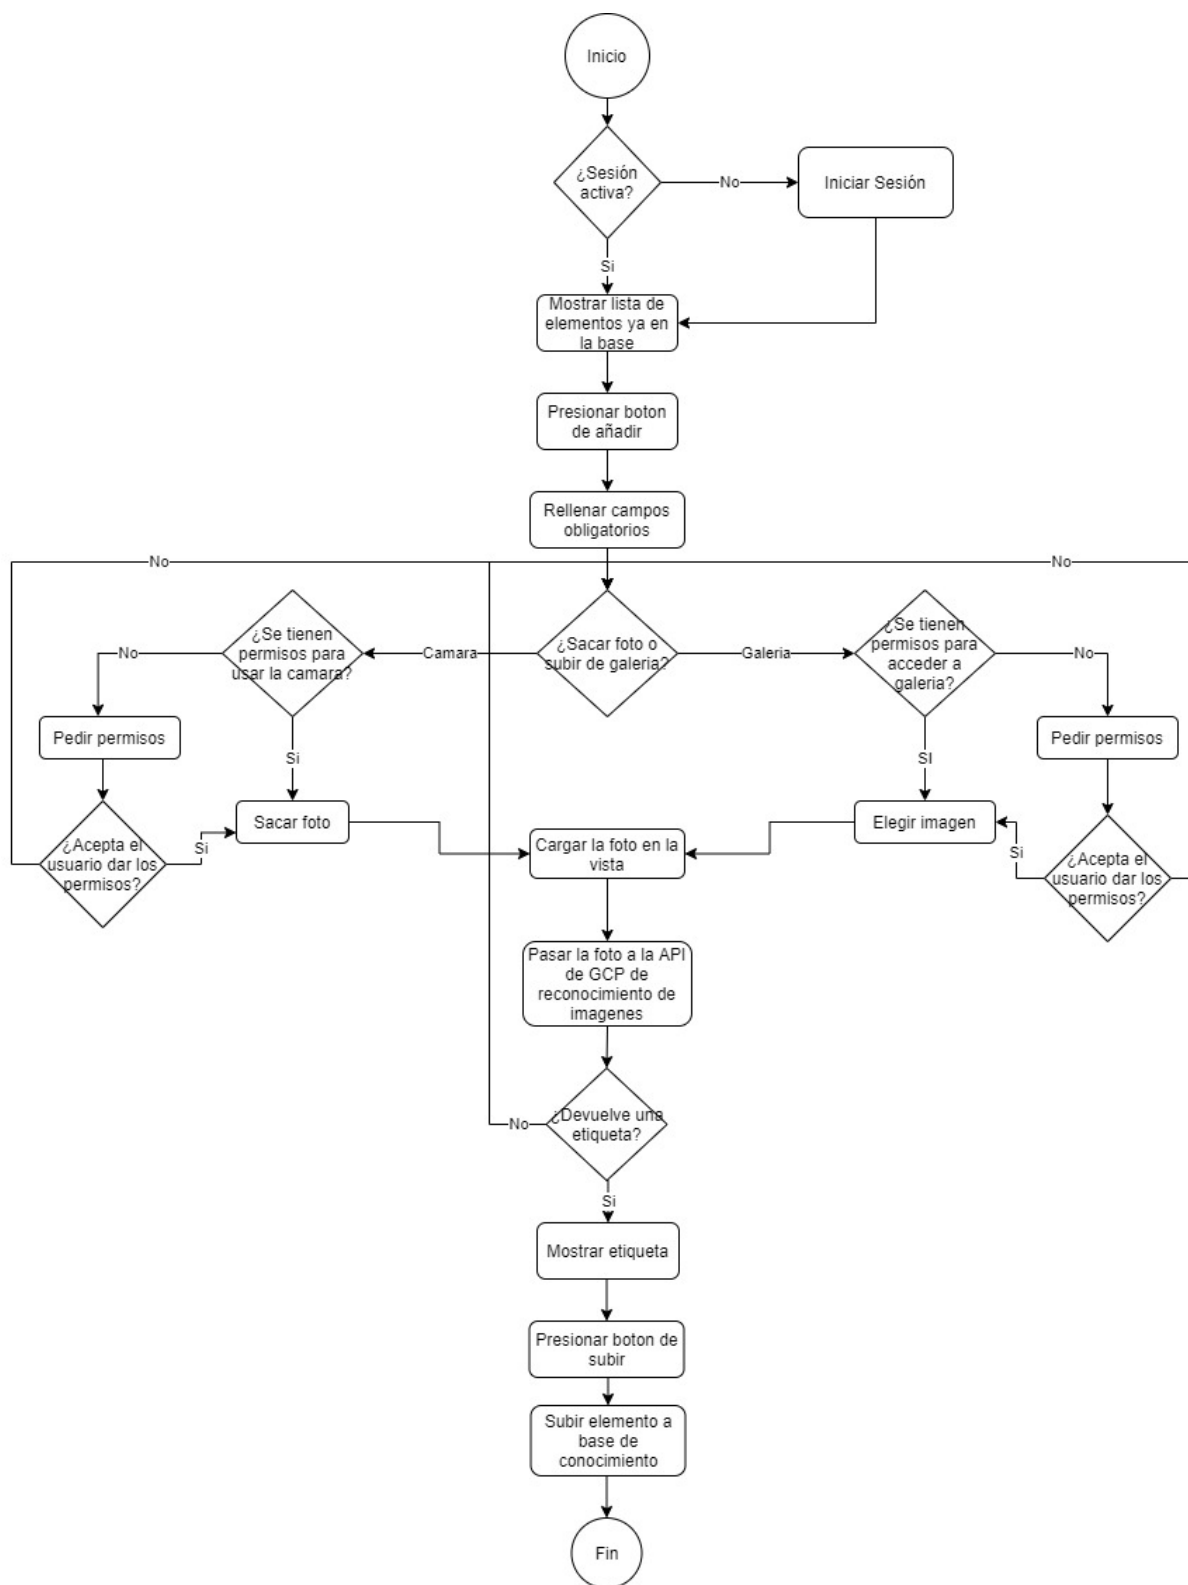 Inicio
¿Sesión
activa?
No
Iniciar Sesión
Si
Mostrar lista de
elementos ya en
la base
Presionar boton
de añadir
Rellenar campos
obligatorios
No
No
¿Se tienen
permisos para
usar la camara?
Camara
¿Sacar foto o
subir de galeria?
Galeria
¿Se tienen
permisos para
acceder a
galeria?
No
No
Pedir permisos
Si
SI
Pedir permisos
¿Acepta el
usuario dar los
permisos?
Si
Sacar foto
Cargar la foto en la
vista
Elegir imagen
Si
¿Acepta el
usuario dar los
permisos?
Pasar la foto a la API
de GCP de
reconocimiento de
imagenes
No
¿Devuelve una
etiqueta?
Si
Mostrar etiqueta
Presionar boton de
subir
Subir elemento a
base de
conocimiento
Fin